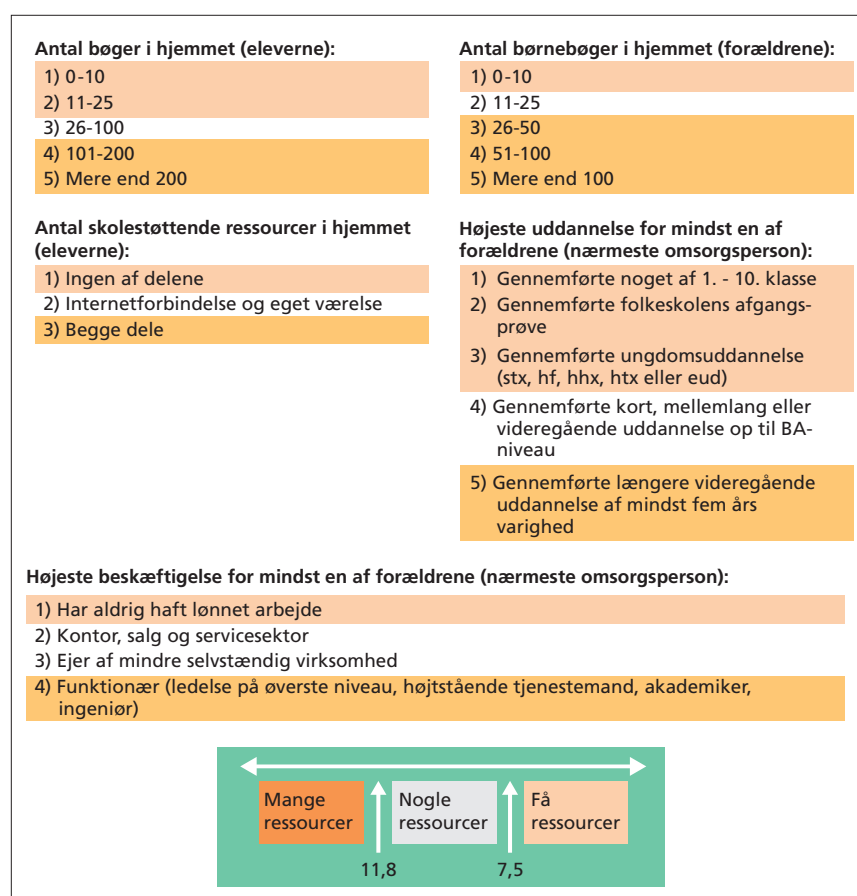 Antal bøger i hjemmet (eleverne):
1) 0-10
2) 11-25
3) 26-100
4) 101-200
5) Mere end 200
Antal børnebøger i hjemmet (forældrene):
1) 0-10
2) 11-25
3) 26-50
4) 51-100
5) Mere end 100
Antal skolestøttende ressourcer i hjemmet
(eleverne):
1) Ingen af delene
2) Internetforbindelse og eget værelse
3) Begge dele
Højeste uddannelse for mindst en af
forældrene (nærmeste omsorgsperson):
1) Gennemførte noget af 1. - 10. klasse
2) Gennemførte folkeskolens afgangs-
prøve
3) Gennemførte ungdomsuddannelse
(stx, hf, hhx, htx eller eud)
4) Gennemførte kort, mellemlang eller
videregående uddannelse op til BA-
niveau
5) Gennemførte længere videregående
uddannelse af mindst fem års
varighed
Højeste beskæftigelse for mindst en af forældrene (nærmeste omsorgsperson):
1) Har aldrig haft lønnet arbejde
2) Kontor, salg og servicesektor
3) Ejer af mindre selvstændig virksomhed
4) Funktionær (ledelse på øverste niveau, højtstående tjenestemand, akademiker,
ingeniør)
Mange
ressourcer
Nogle
ressourcer
Få
ressourcer
11,8
7,5